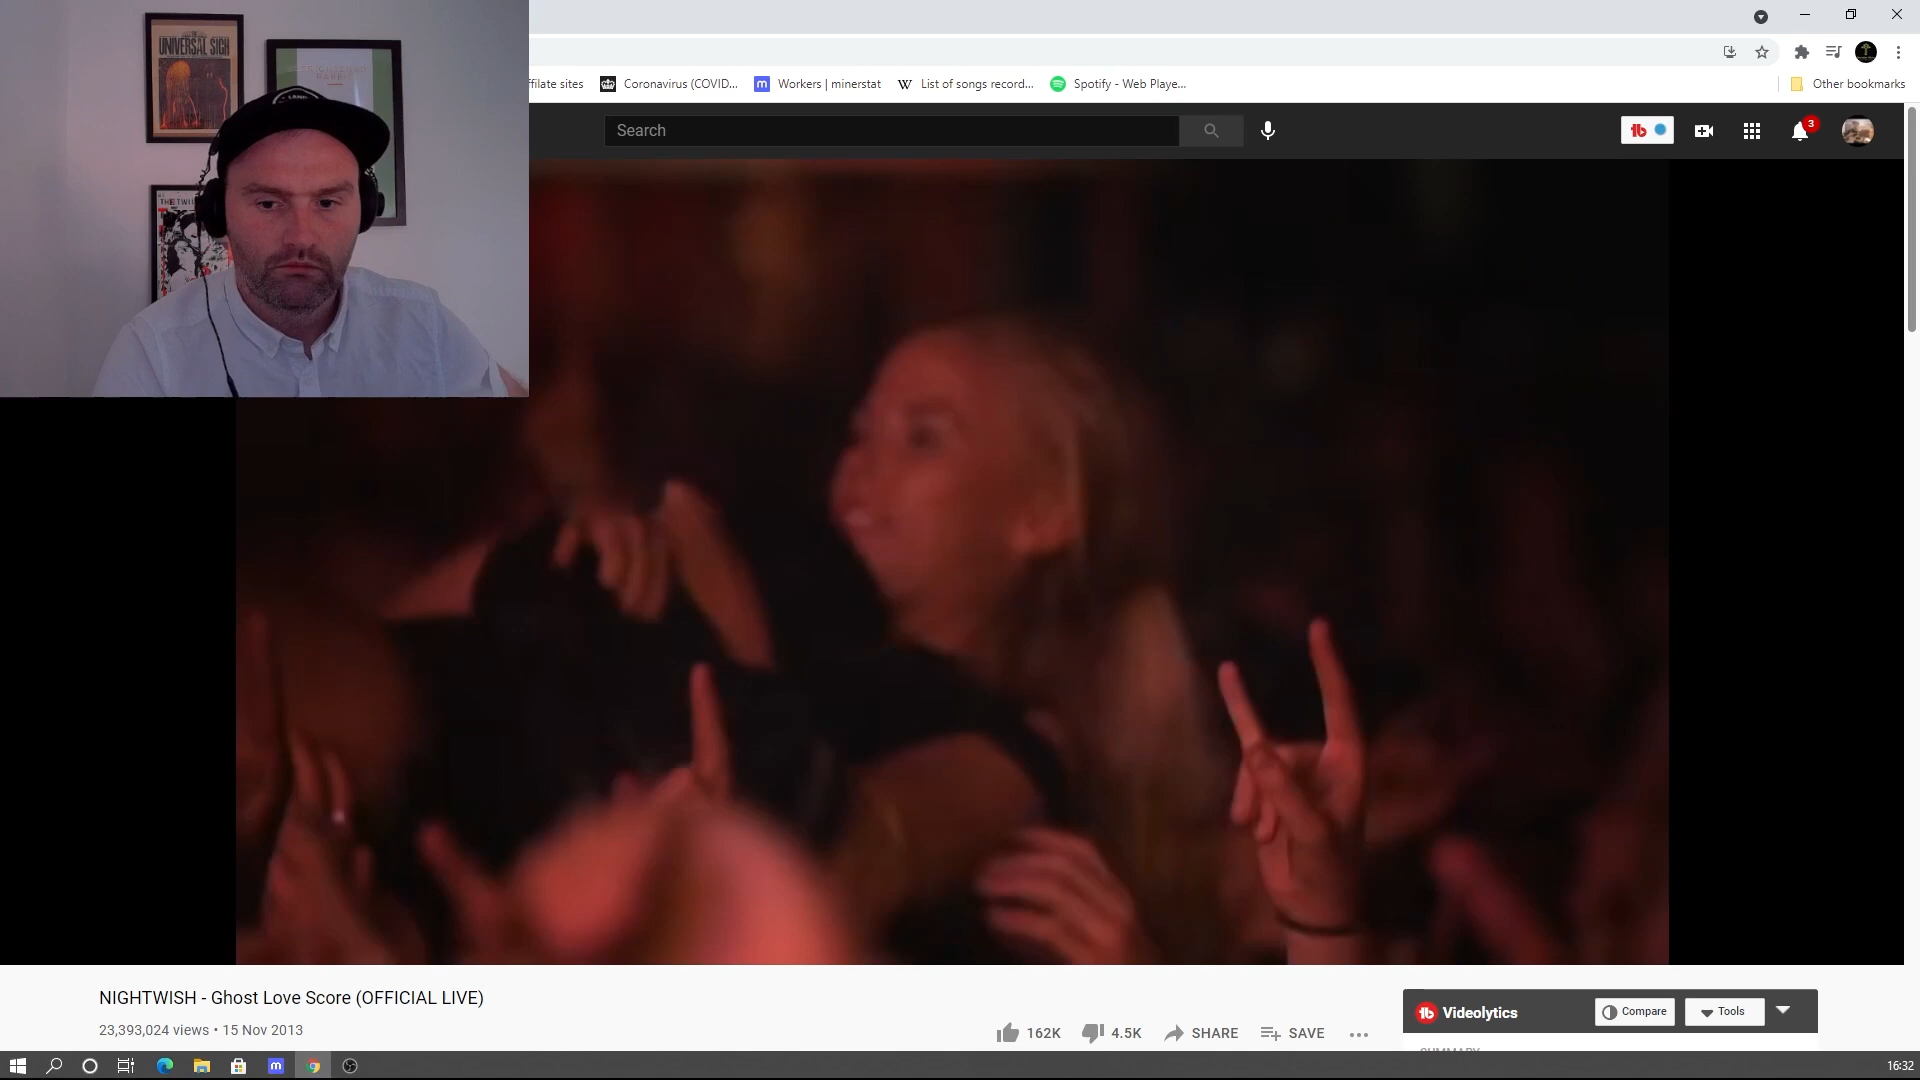 UNIVERSAL SIGH
ffilate sites
Coronavirus (COVID...
m
Workers | minerstat
W
List of songs record...
Spotify - Web Playe...
Other bookmarks
Search
tb
3
NIGHTWISH - Ghost Love Score (OFFICIAL LIVE)
23,393,024 views • 15 Nov 2013
162K
4.5K
SHARE
SAVE
tb
Videolytics
Compare
Tools
m
16:32